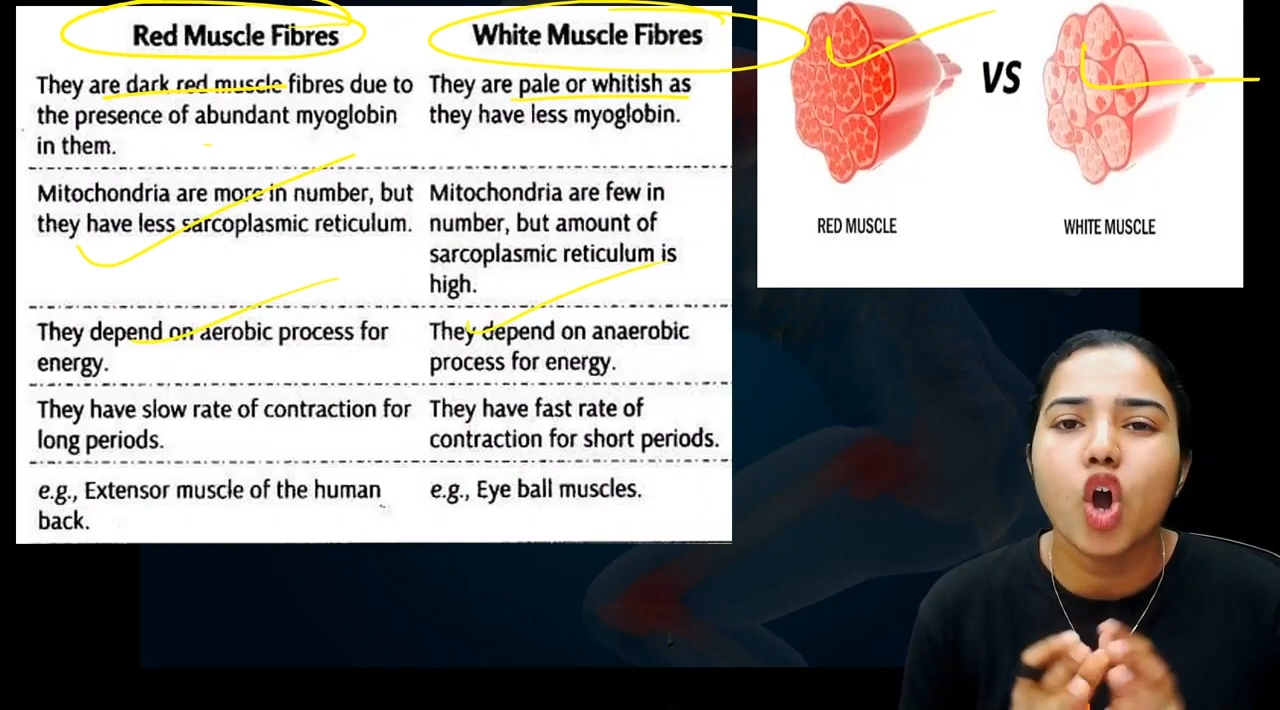 Red Muscle Fibres
White Muscle Fibres
They are dark red muscle fibres due to
the presence of abundant myoglobin
in them.
They are pale or whitish as
they have less myoglobin.
Mitochondria are more in number, but
they have less sarcoplasmic reticulum.
Mitochondria are few in
number, but amount of
sarcoplasmic reticulum is
high.
They depend on aerobic process for
energy.
They depend on anaerobic
process for energy.
They have slow rate of contraction for
long periods.
They have fast rate of
contraction for short periods.
e.g., Extensor muscle of the human
back.
e.g., Eye ball muscles.
VS
RED MUSCLE
WHITE MUSCLE